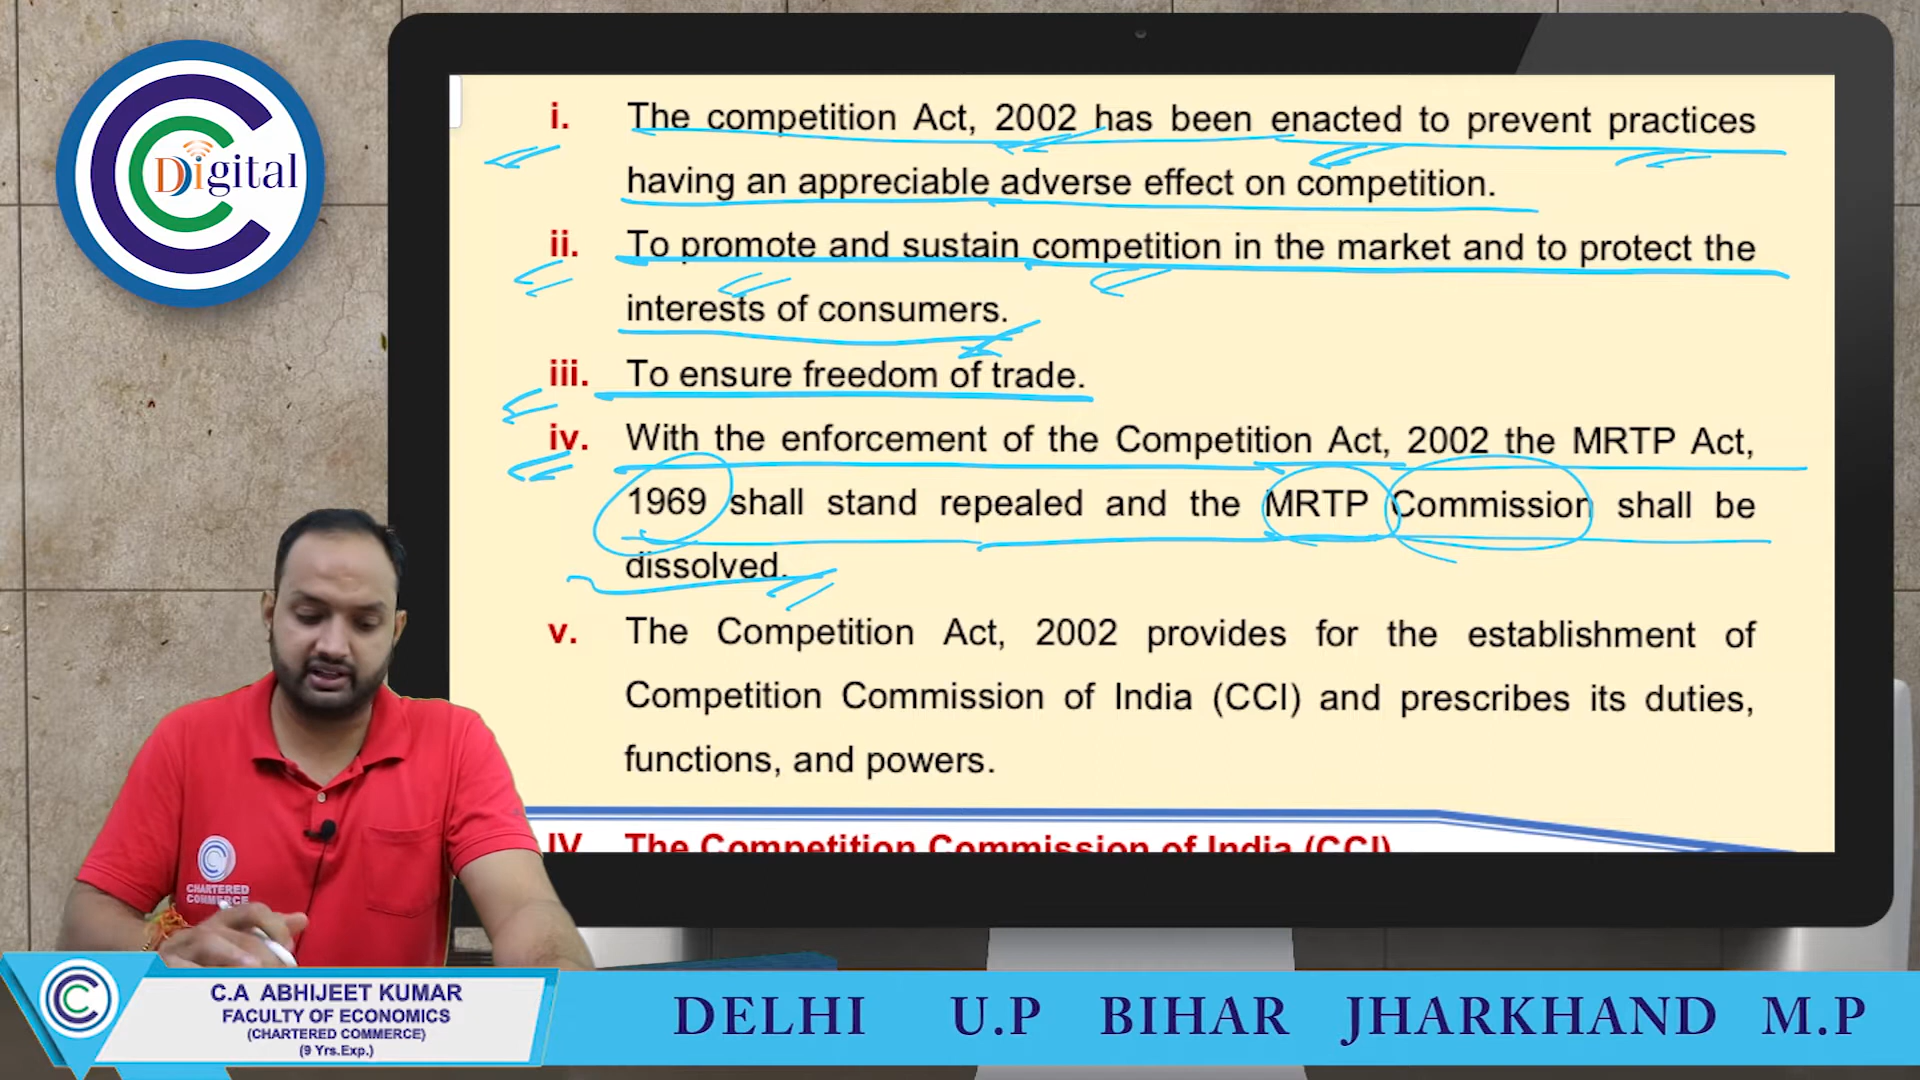 Digital
i. The competition Act, 2002 has been enacted to prevent practices
having an appreciable adverse effect on competition.
ii. To promote and sustain competition in the market and to protect the
interests of consumers.
iii. To ensure freedom of trade.
iv. With the enforcement of the Competition Act, 2002 the MRTP Act,
1969 shall stand repealed and the MRTP Commission shall be
dissolved.
v. The Competition Act, 2002 provides for the establishment of
Competition Commission of India (CCI) and prescribes its duties,
functions, and powers.
IV. The Competition Commission of India (CCI)
CHARTERED
COMMERCE
C.A ABHIJEET KUMAR
FACULTY OF ECONOMICS
(CHARTERED COMMERCE)
(9 Yrs.Exp.)
DELHI U.P BIHAR JHARKHAND M.P